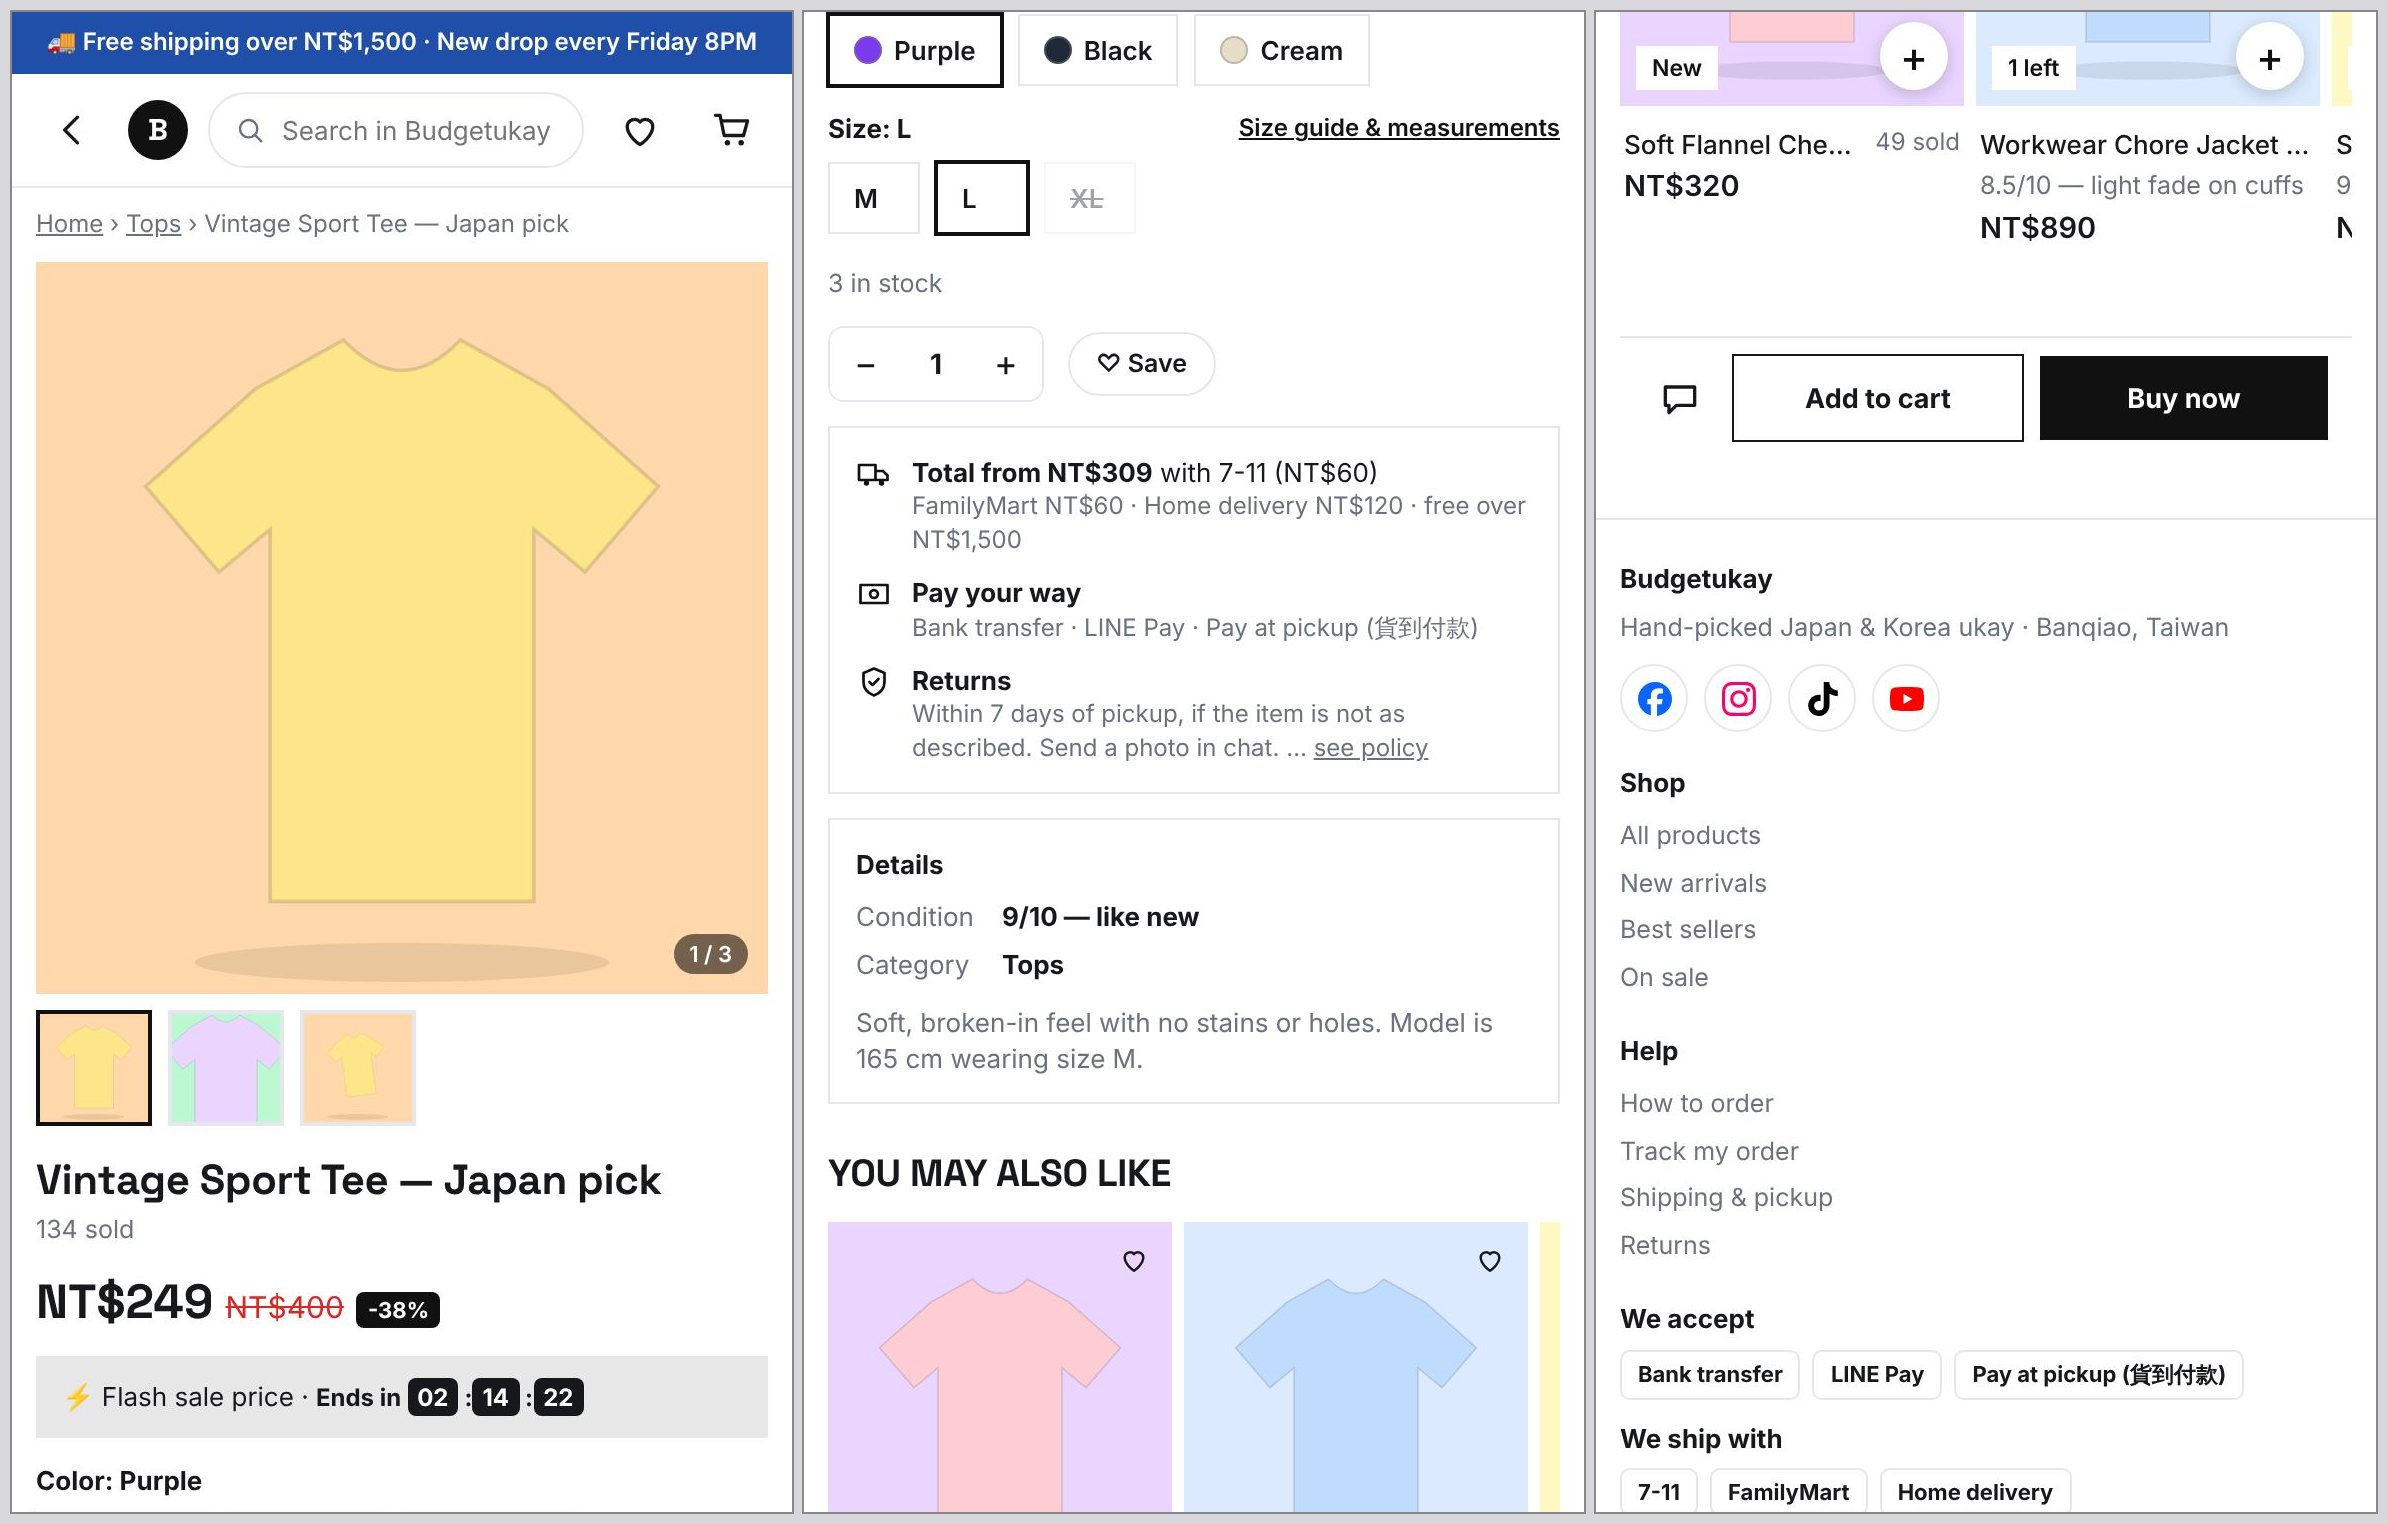 🚚 Free shipping over NT$1,500 · New drop every Friday 8PM
B
Search in Budgetukay
Home › Tops › Vintage Sport Tee — Japan pick
1 / 3
Vintage Sport Tee — Japan pick
134 sold
NT$249 NT$400 -38%
⚡ Flash sale price · Ends in 02 : 14 : 22
Color: Purple
Purple Black Cream
Size: L Size guide & measurements
M L XL
3 in stock
− 1 + ♡ Save
Total from NT$309 with 7-11 (NT$60)
FamilyMart NT$60 · Home delivery NT$120 · free over
NT$1,500
Pay your way
Bank transfer · LINE Pay · Pay at pickup (貨到付款)
Returns
Within 7 days of pickup, if the item is not as
described. Send a photo in chat. ... see policy
Details
Condition 9/10 — like new
Category Tops
Soft, broken-in feel with no stains or holes. Model is
165 cm wearing size M.
YOU MAY ALSO LIKE
New + 1 left +
Soft Flannel Che... 49 sold
NT$320
Workwear Chore Jacket ...
8.5/10 — light fade on cuffs
NT$890
S
9
Add to cart Buy now
Budgetukay
Hand-picked Japan & Korea ukay · Banqiao, Taiwan
Shop
All products
New arrivals
Best sellers
On sale
Help
How to order
Track my order
Shipping & pickup
Returns
We accept
Bank transfer LINE Pay Pay at pickup (貨到付款)
We ship with
7-11 FamilyMart Home delivery